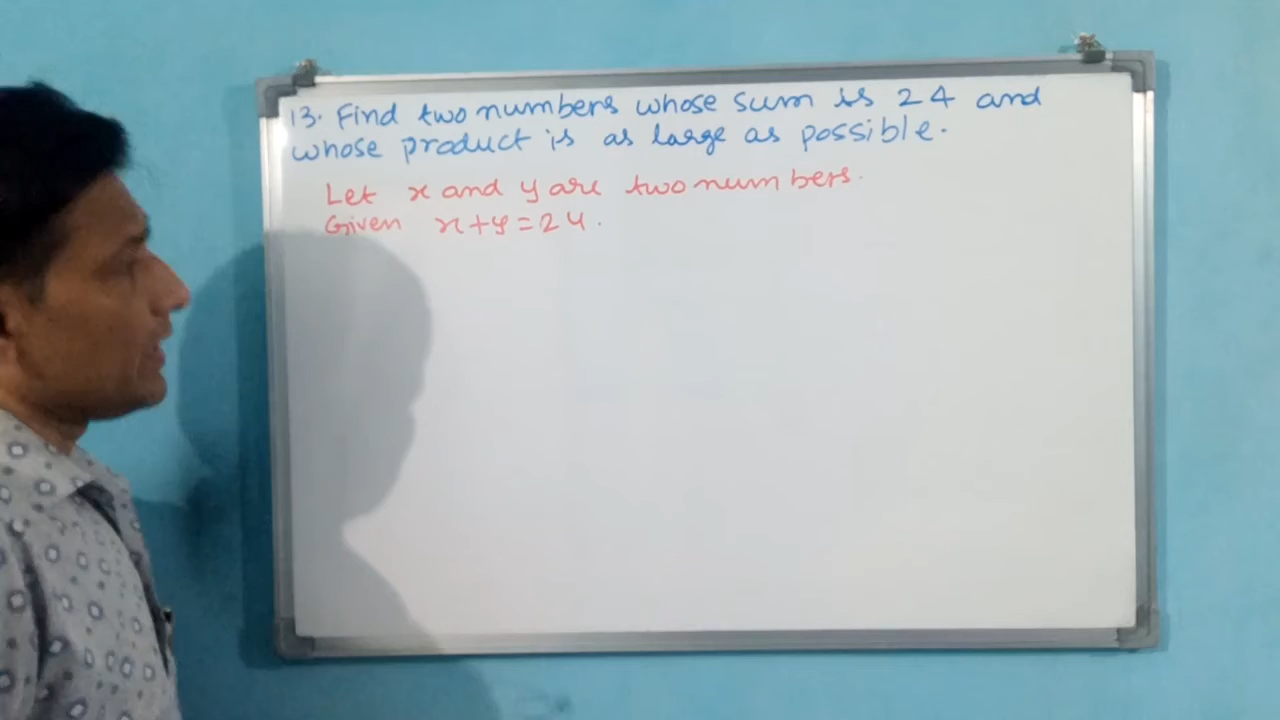 13. Find two numbers whose sum is 24 and
whose product is as large as possible.
Let x and y are two numbers.
Given x+y=24.